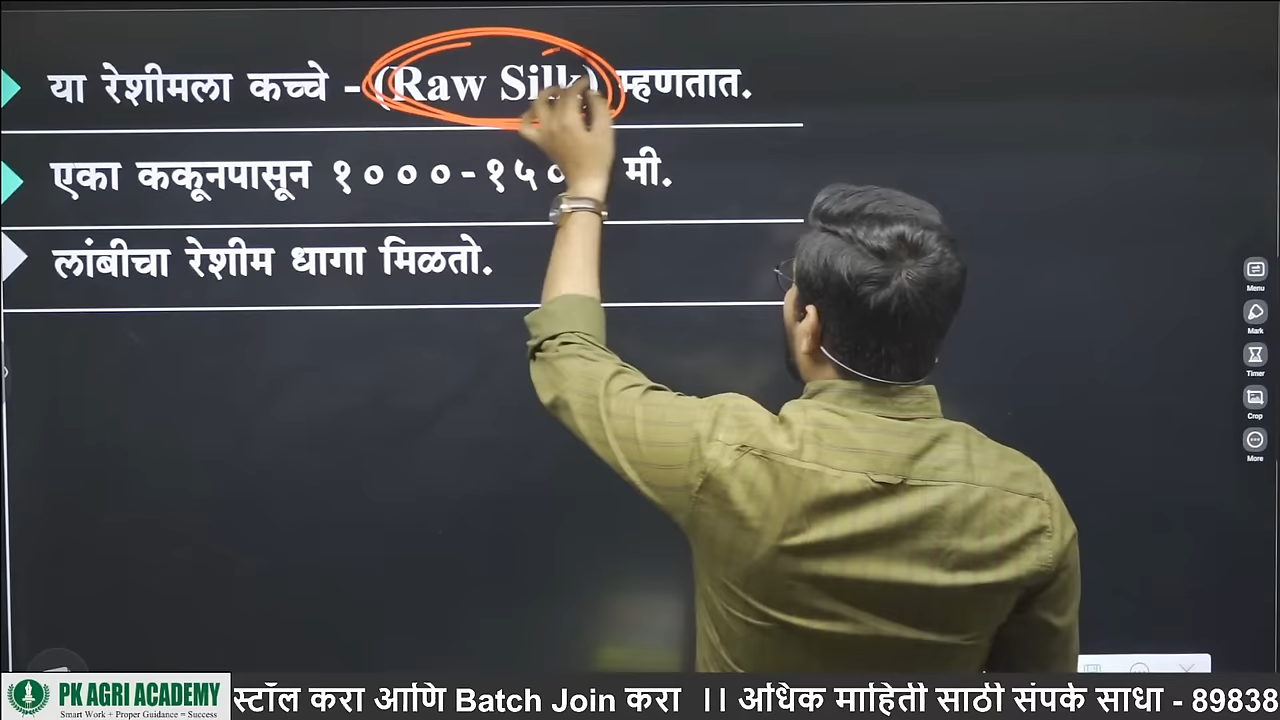 या रेशीमला कच्चे - (Raw Silk) म्हणतात.
एका ककूनपासून १०००-१५० मी.
लांबीचा रेशीम धागा मिळतो.
Menu
Mark
Timer
Crop
More
PK AGRI ACADEMY
Smart Work + Proper Guidance = Success
स्टॉल करा आणि Batch Join करा ।। अधिक माहिती साठी संपर्क साधा - 89838